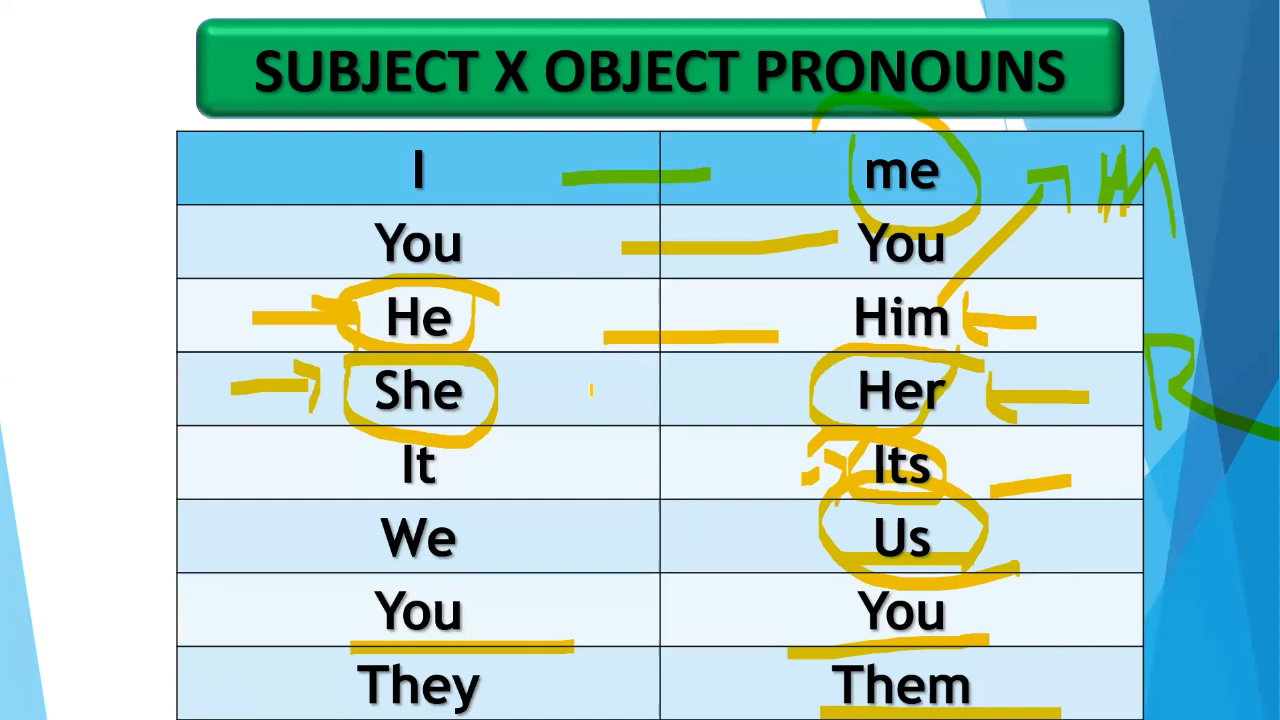 SUBJECT X OBJECT PRONOUNS
I me
You You
He Him
She Her
It Its
We Us
You You
They Them
M
R